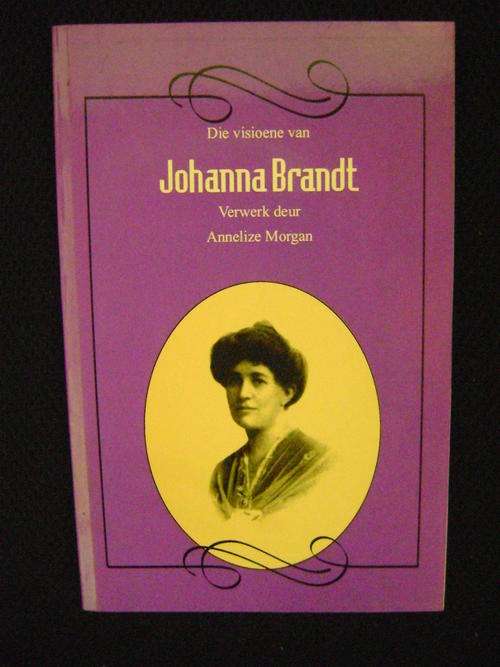 Die visioene van
Johanna Brandt
Verwerk deur
Annelize Morgan